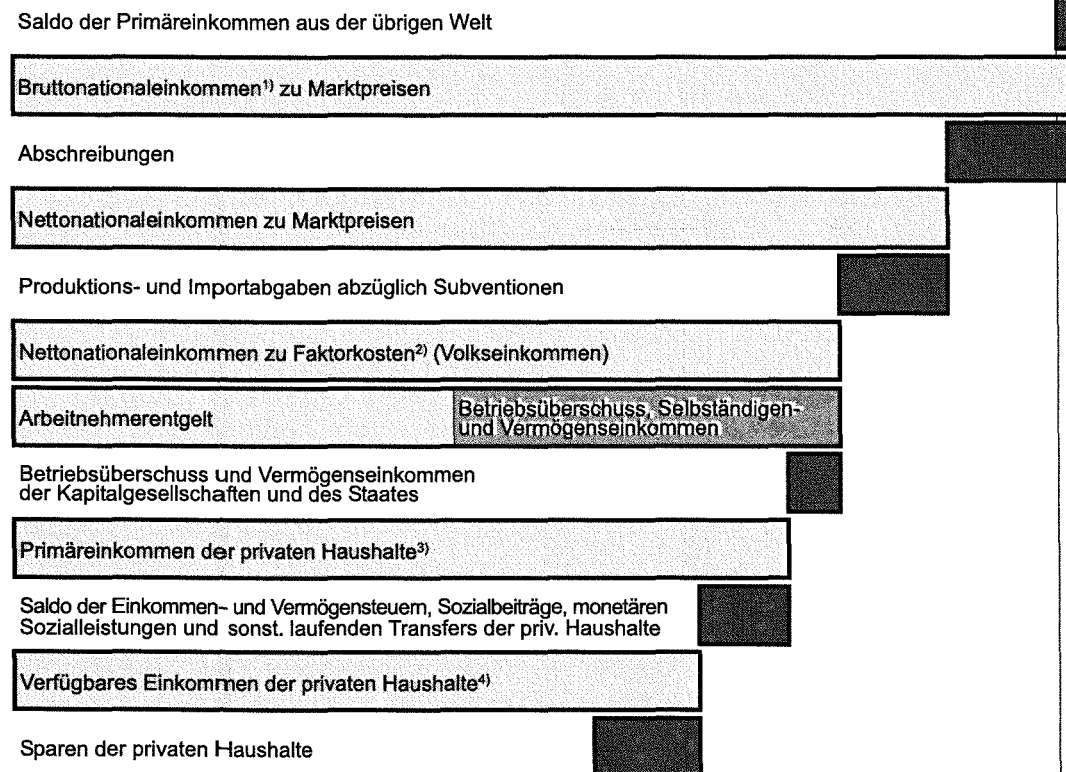 Saldo der Primäreinkommen aus der übrigen Welt
Bruttonationaleinkommen¹⁾ zu Marktpreisen
Abschreibungen
Nettonationaleinkommen zu Marktpreisen
Produktions- und Importabgaben abzüglich Subventionen
Nettonationaleinkommen zu Faktorkosten²⁾ (Volkseinkommen)
Arbeitnehmerentgelt
Betriebsüberschuss, Selbständigen-
und Vermögenseinkommen
Betriebsüberschuss und Vermögenseinkommen
der Kapitalgesellschaften und des Staates
Primäreinkommen der privaten Haushalte³⁾
Saldo der Einkommen- und Vermögensteuern, Sozialbeiträge, monetären
Sozialleistungen und sonst. laufenden Transfers der priv. Haushalte
Verfügbares Einkommen der privaten Haushalte⁴⁾
Sparen der privaten Haushalte